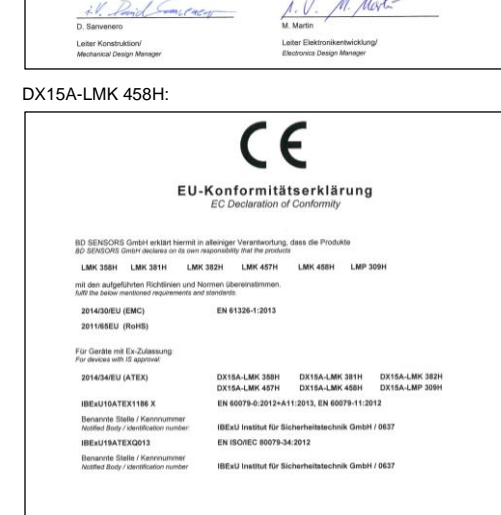 i.V. David Sanvenero
i.V. M. Martin
D. Sanvenero M. Martin
Leiter Konstruktion/ Leiter Elektronikentwicklung/
Mechanical Design Manager Electronics Design Manager
DX15A-LMK 458H:
CE
EU-Konformitätserklärung
EC Declaration of Conformity
BD SENSORS GmbH erklärt hiermit in alleiniger Verantwortung, dass die Produkte
BD SENSORS GmbH declares on its own responsibility that the products
LMK 358H LMK 381H LMK 382H LMK 457H LMK 458H LMP 309H
mit den aufgeführten Richtlinien und Normen übereinstimmen.
fulfil the below mentioned requirements and standards.
2014/30/EU (EMC) EN 61326-1:2013
2011/65EU (RoHS)
Für Geräte mit Ex-Zulassung:
For devices with IS approval:
2014/34/EU (ATEX) DX15A-LMK 358H DX15A-LMK 381H DX15A-LMK 382H
DX15A-LMK 457H DX15A-LMK 458H DX15A-LMP 309H
IBExU10ATEX1186 X EN 60079-0:2012+A11:2013, EN 60079-11:2012
Benannte Stelle / Kennnummer
Notified Body / identification number IBExU Institut für Sicherheitstechnik GmbH / 0637
IBExU19ATEXQ013 EN ISO/IEC 80079-34:2012
Benannte Stelle / Kennnummer
Notified Body / identification number IBExU Institut für Sicherheitstechnik GmbH / 0637